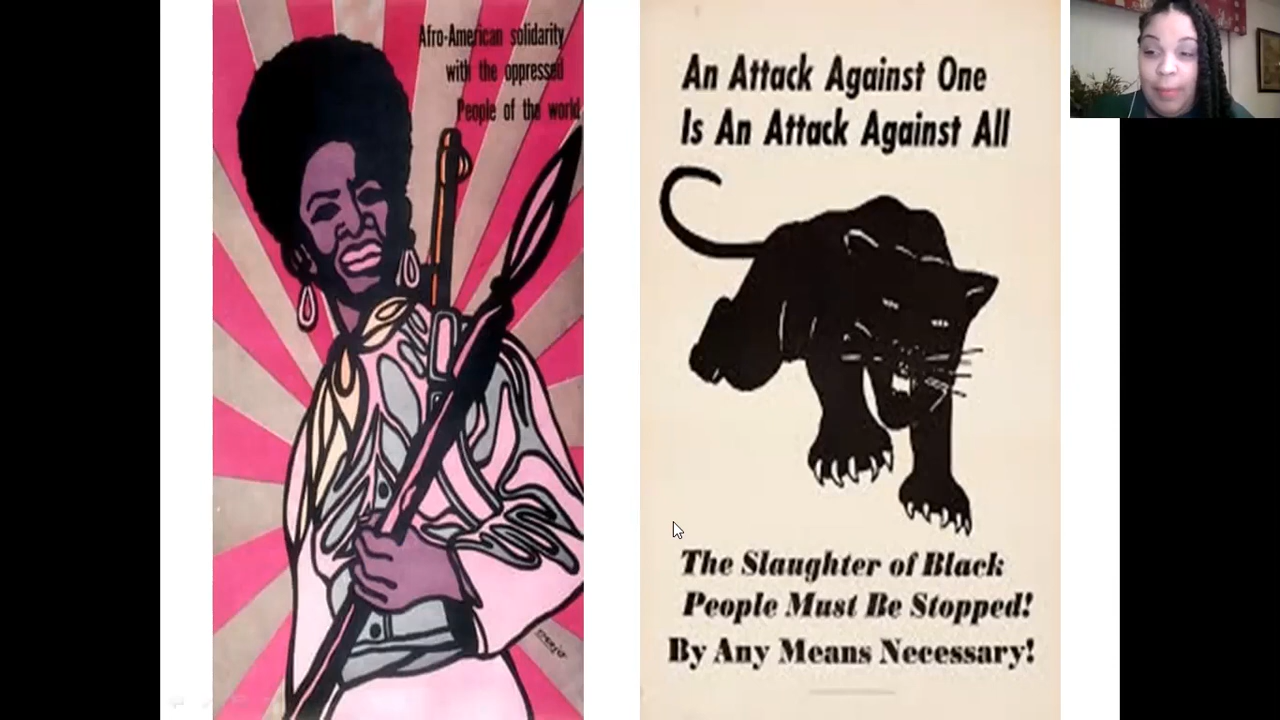 Afro-American solidarity
with the oppressed
People of the world
An Attack Against One
Is An Attack Against All
The Slaughter of Black
People Must Be Stopped!
By Any Means Necessary!